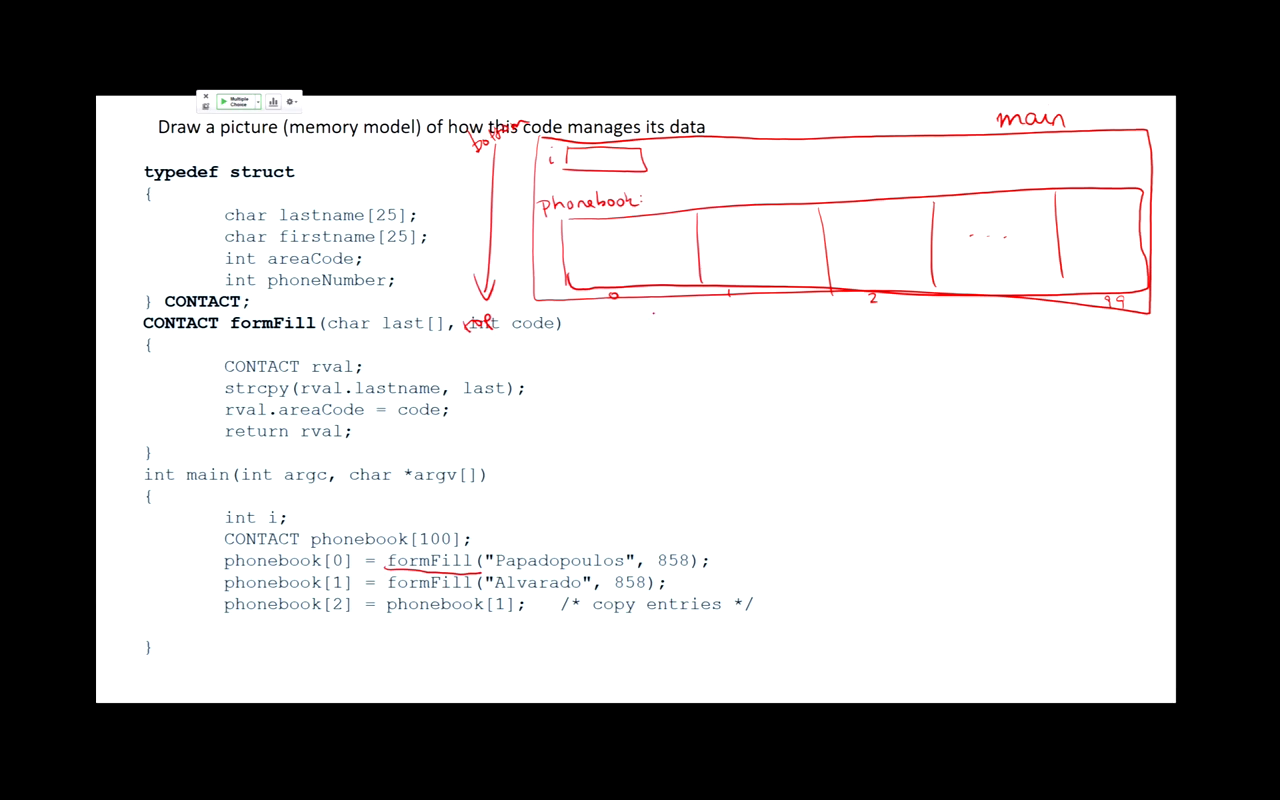 Multiple
Choice
Draw a picture (memory model) of how this code manages its data
main
bottom
i
phonebook:
. . .
0 1 2 99
top
typedef struct
{
char lastname[25];
char firstname[25];
int areaCode;
int phoneNumber;
} CONTACT;
CONTACT formFill(char last[], int code)
{
CONTACT rval;
strcpy(rval.lastname, last);
rval.areaCode = code;
return rval;
}
int main(int argc, char *argv[])
{
int i;
CONTACT phonebook[100];
phonebook[0] = formFill("Papadopoulos", 858);
phonebook[1] = formFill("Alvarado", 858);
phonebook[2] = phonebook[1]; /* copy entries */
}